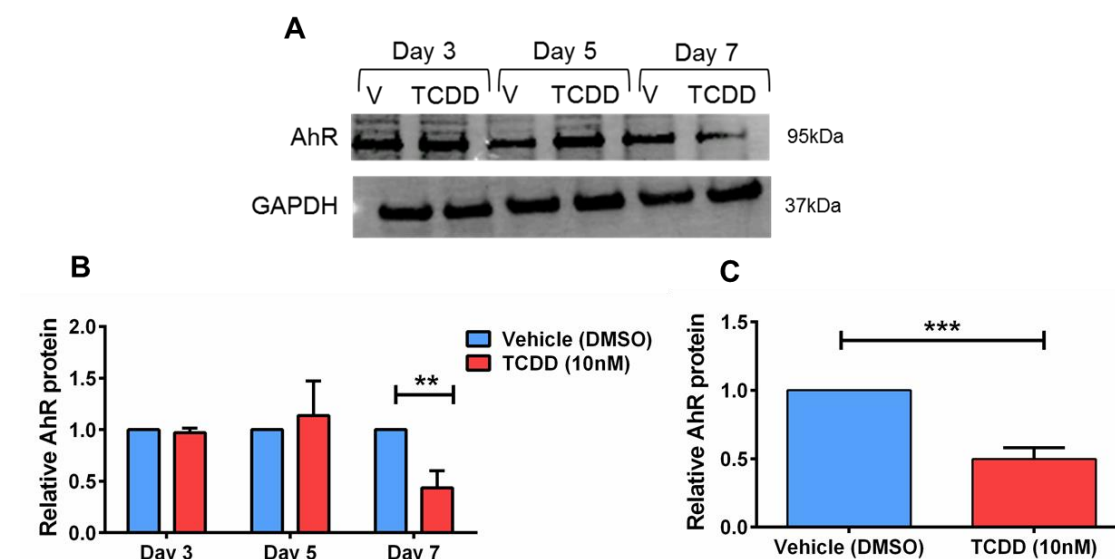 A
Day 3 Day 5 Day 7
V TCDD V TCDD V TCDD
AhR 95kDa
GAPDH 37kDa
B
Relative AhR protein
2.0
1.5
1.0
0.5
0.0
Vehicle (DMSO)
TCDD (10nM)
**
Day 3 Day 5 Day 7
C
Relative AhR protein
1.5
1.0
0.5
0.0
***
Vehicle (DMSO) TCDD (10nM)